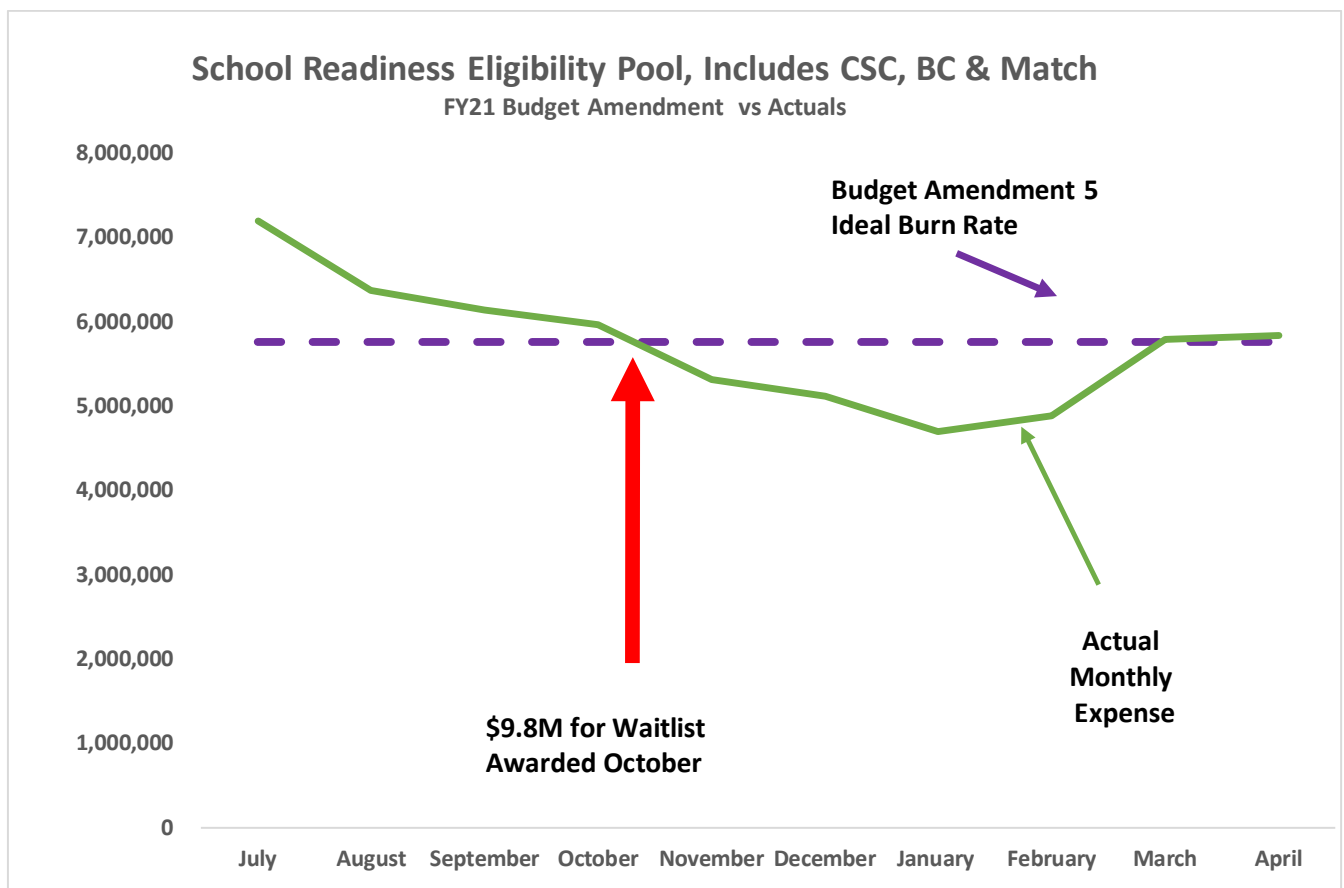 School Readiness Eligibility Pool, Includes CSC, BC & Match
FY21 Budget Amendment vs Actuals
8,000,000
7,000,000
6,000,000
5,000,000
4,000,000
3,000,000
2,000,000
1,000,000
0
Budget Amendment 5
Ideal Burn Rate
$9.8M for Waitlist
Awarded October
Actual
Monthly
Expense
July August September October November December January February March April